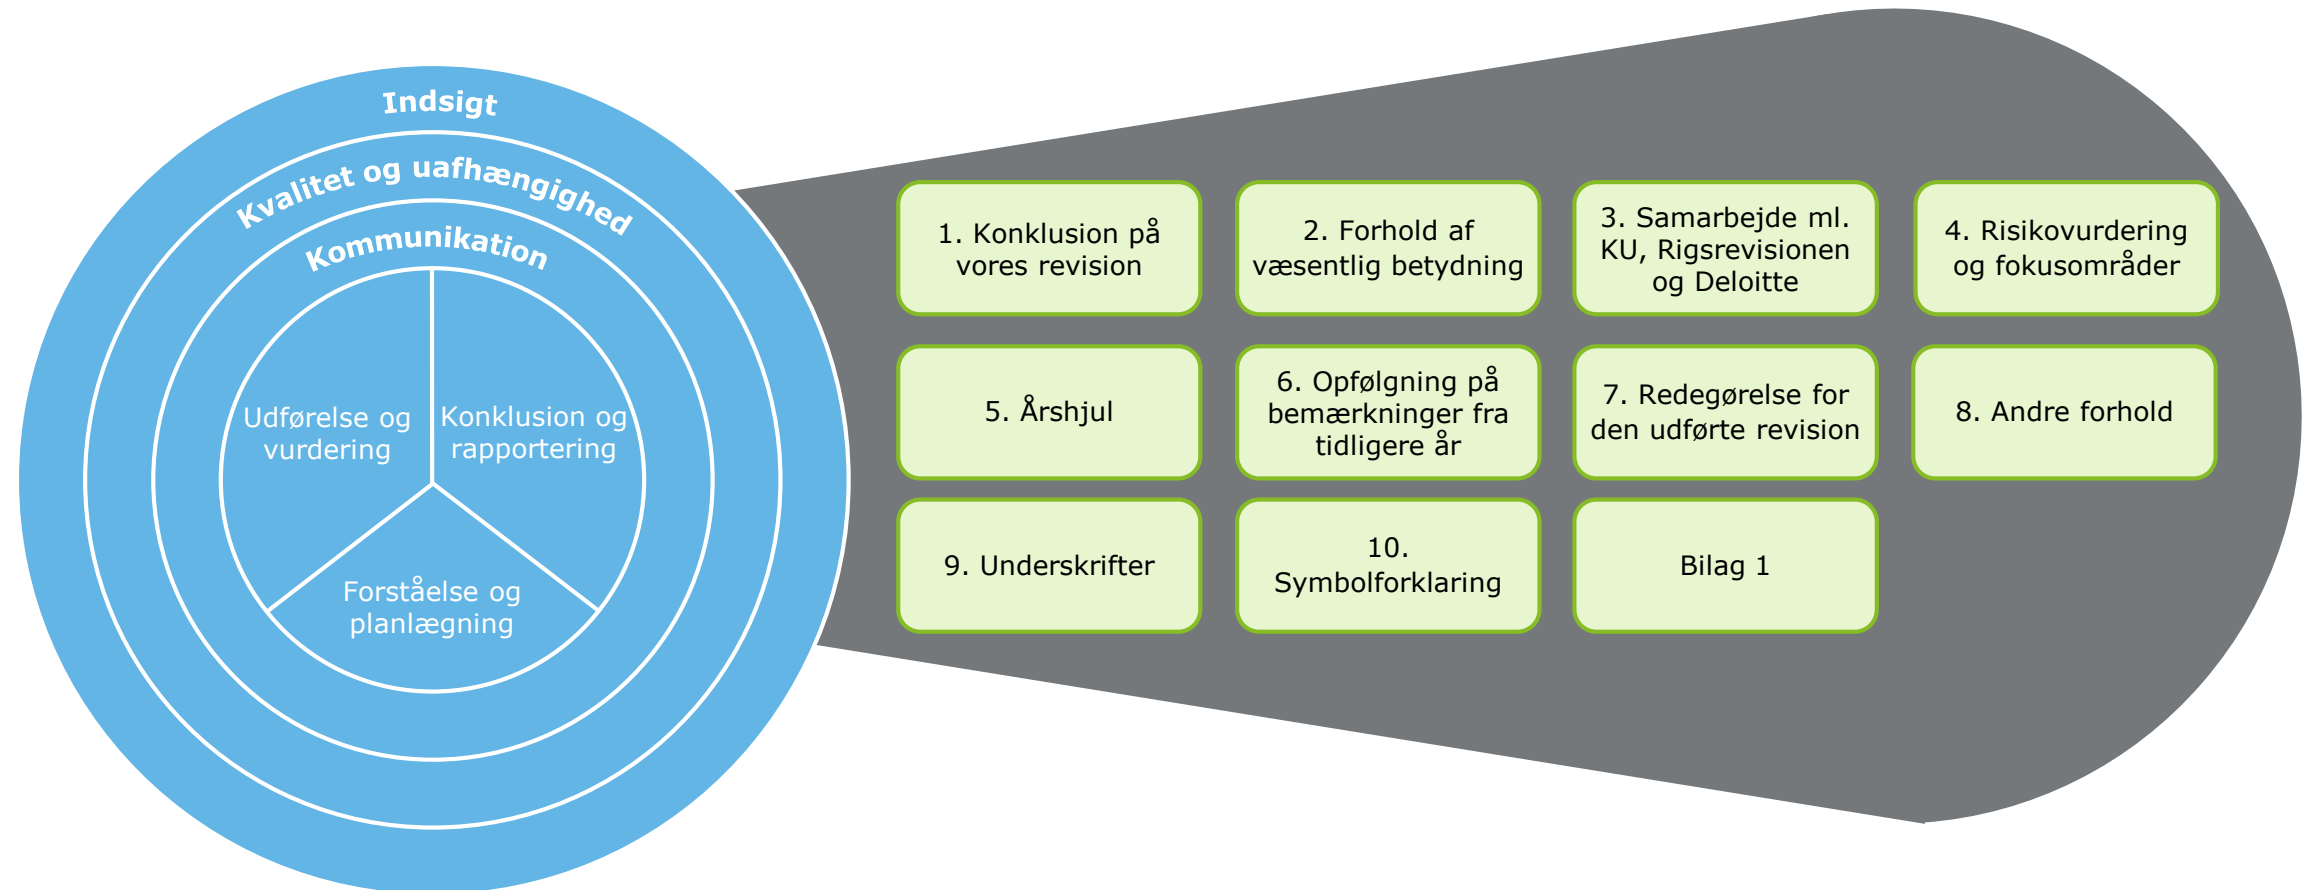 Indsigt
Kvalitet og uafhængighed
Kommunikation
Udførelse og
vurdering
Konklusion og
rapportering
Forståelse og
planlægning
1. Konklusion på
vores revision
2. Forhold af
væsentlig betydning
3. Samarbejde ml.
KU, Rigsrevisionen
og Deloitte
4. Risikovurdering
og fokusområder
5. Årshjul
6. Opfølgning på
bemærkninger fra
tidligere år
7. Redegørelse for
den udførte revision
8. Andre forhold
9. Underskrifter
10.
Symbolforklaring
Bilag 1